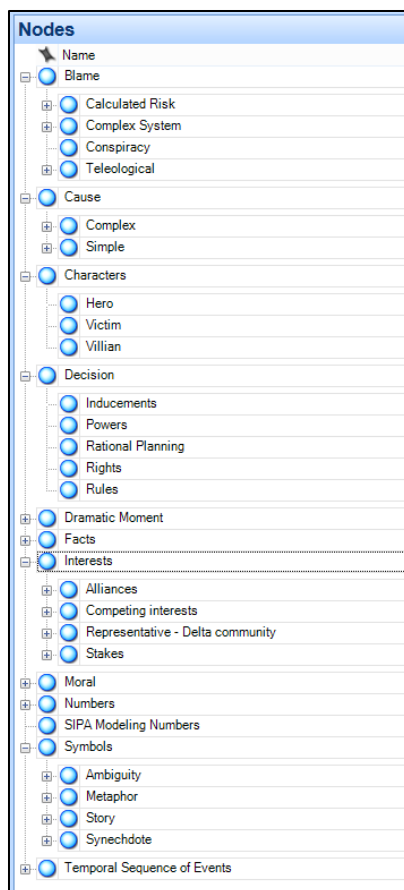 Nodes
Name
Blame
Calculated Risk
Complex System
Conspiracy
Teleological
Cause
Complex
Simple
Characters
Hero
Victim
Villian
Decision
Inducements
Powers
Rational Planning
Rights
Rules
Dramatic Moment
Facts
Interests
Alliances
Competing interests
Representative - Delta community
Stakes
Moral
Numbers
SIPA Modeling Numbers
Symbols
Ambiguity
Metaphor
Story
Synechdote
Temporal Sequence of Events